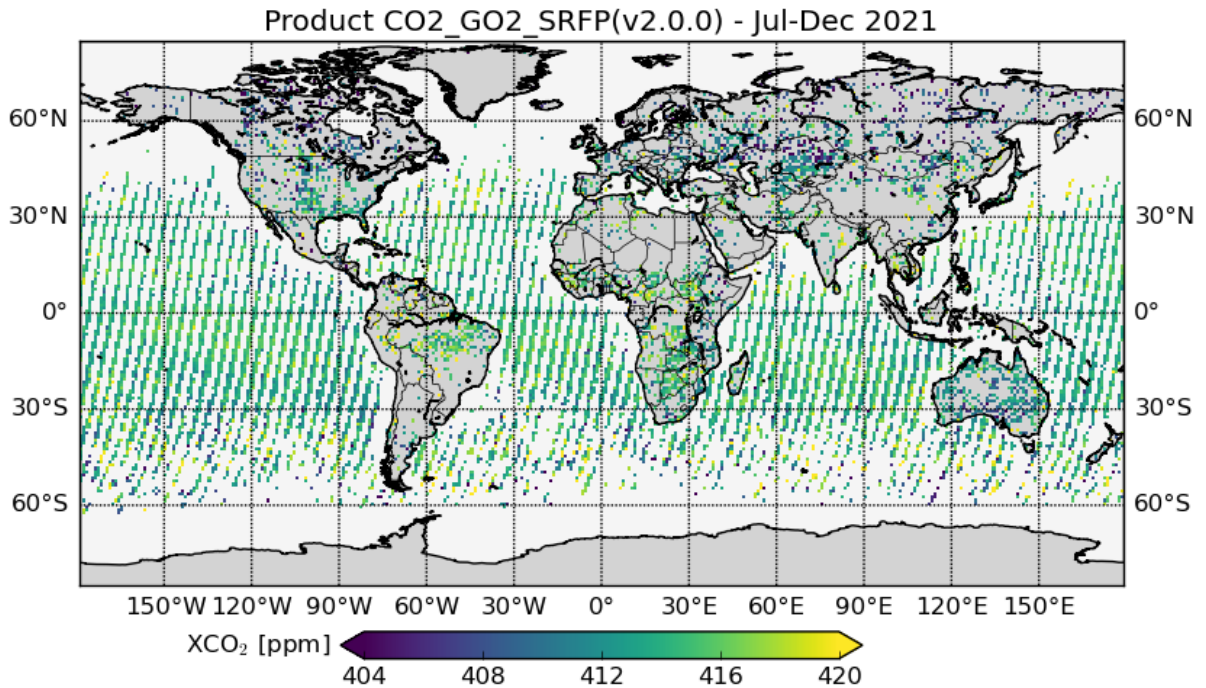 Product CO2_GO2_SRFP(v2.0.0) - Jul-Dec 2021
60°N 60°N
30°N 30°N
0° 0°
30°S 30°S
60°S 60°S
150°W 120°W 90°W 60°W 30°W 0° 30°E 60°E 90°E 120°E 150°E
XCO₂ [ppm]
404 408 412 416 420